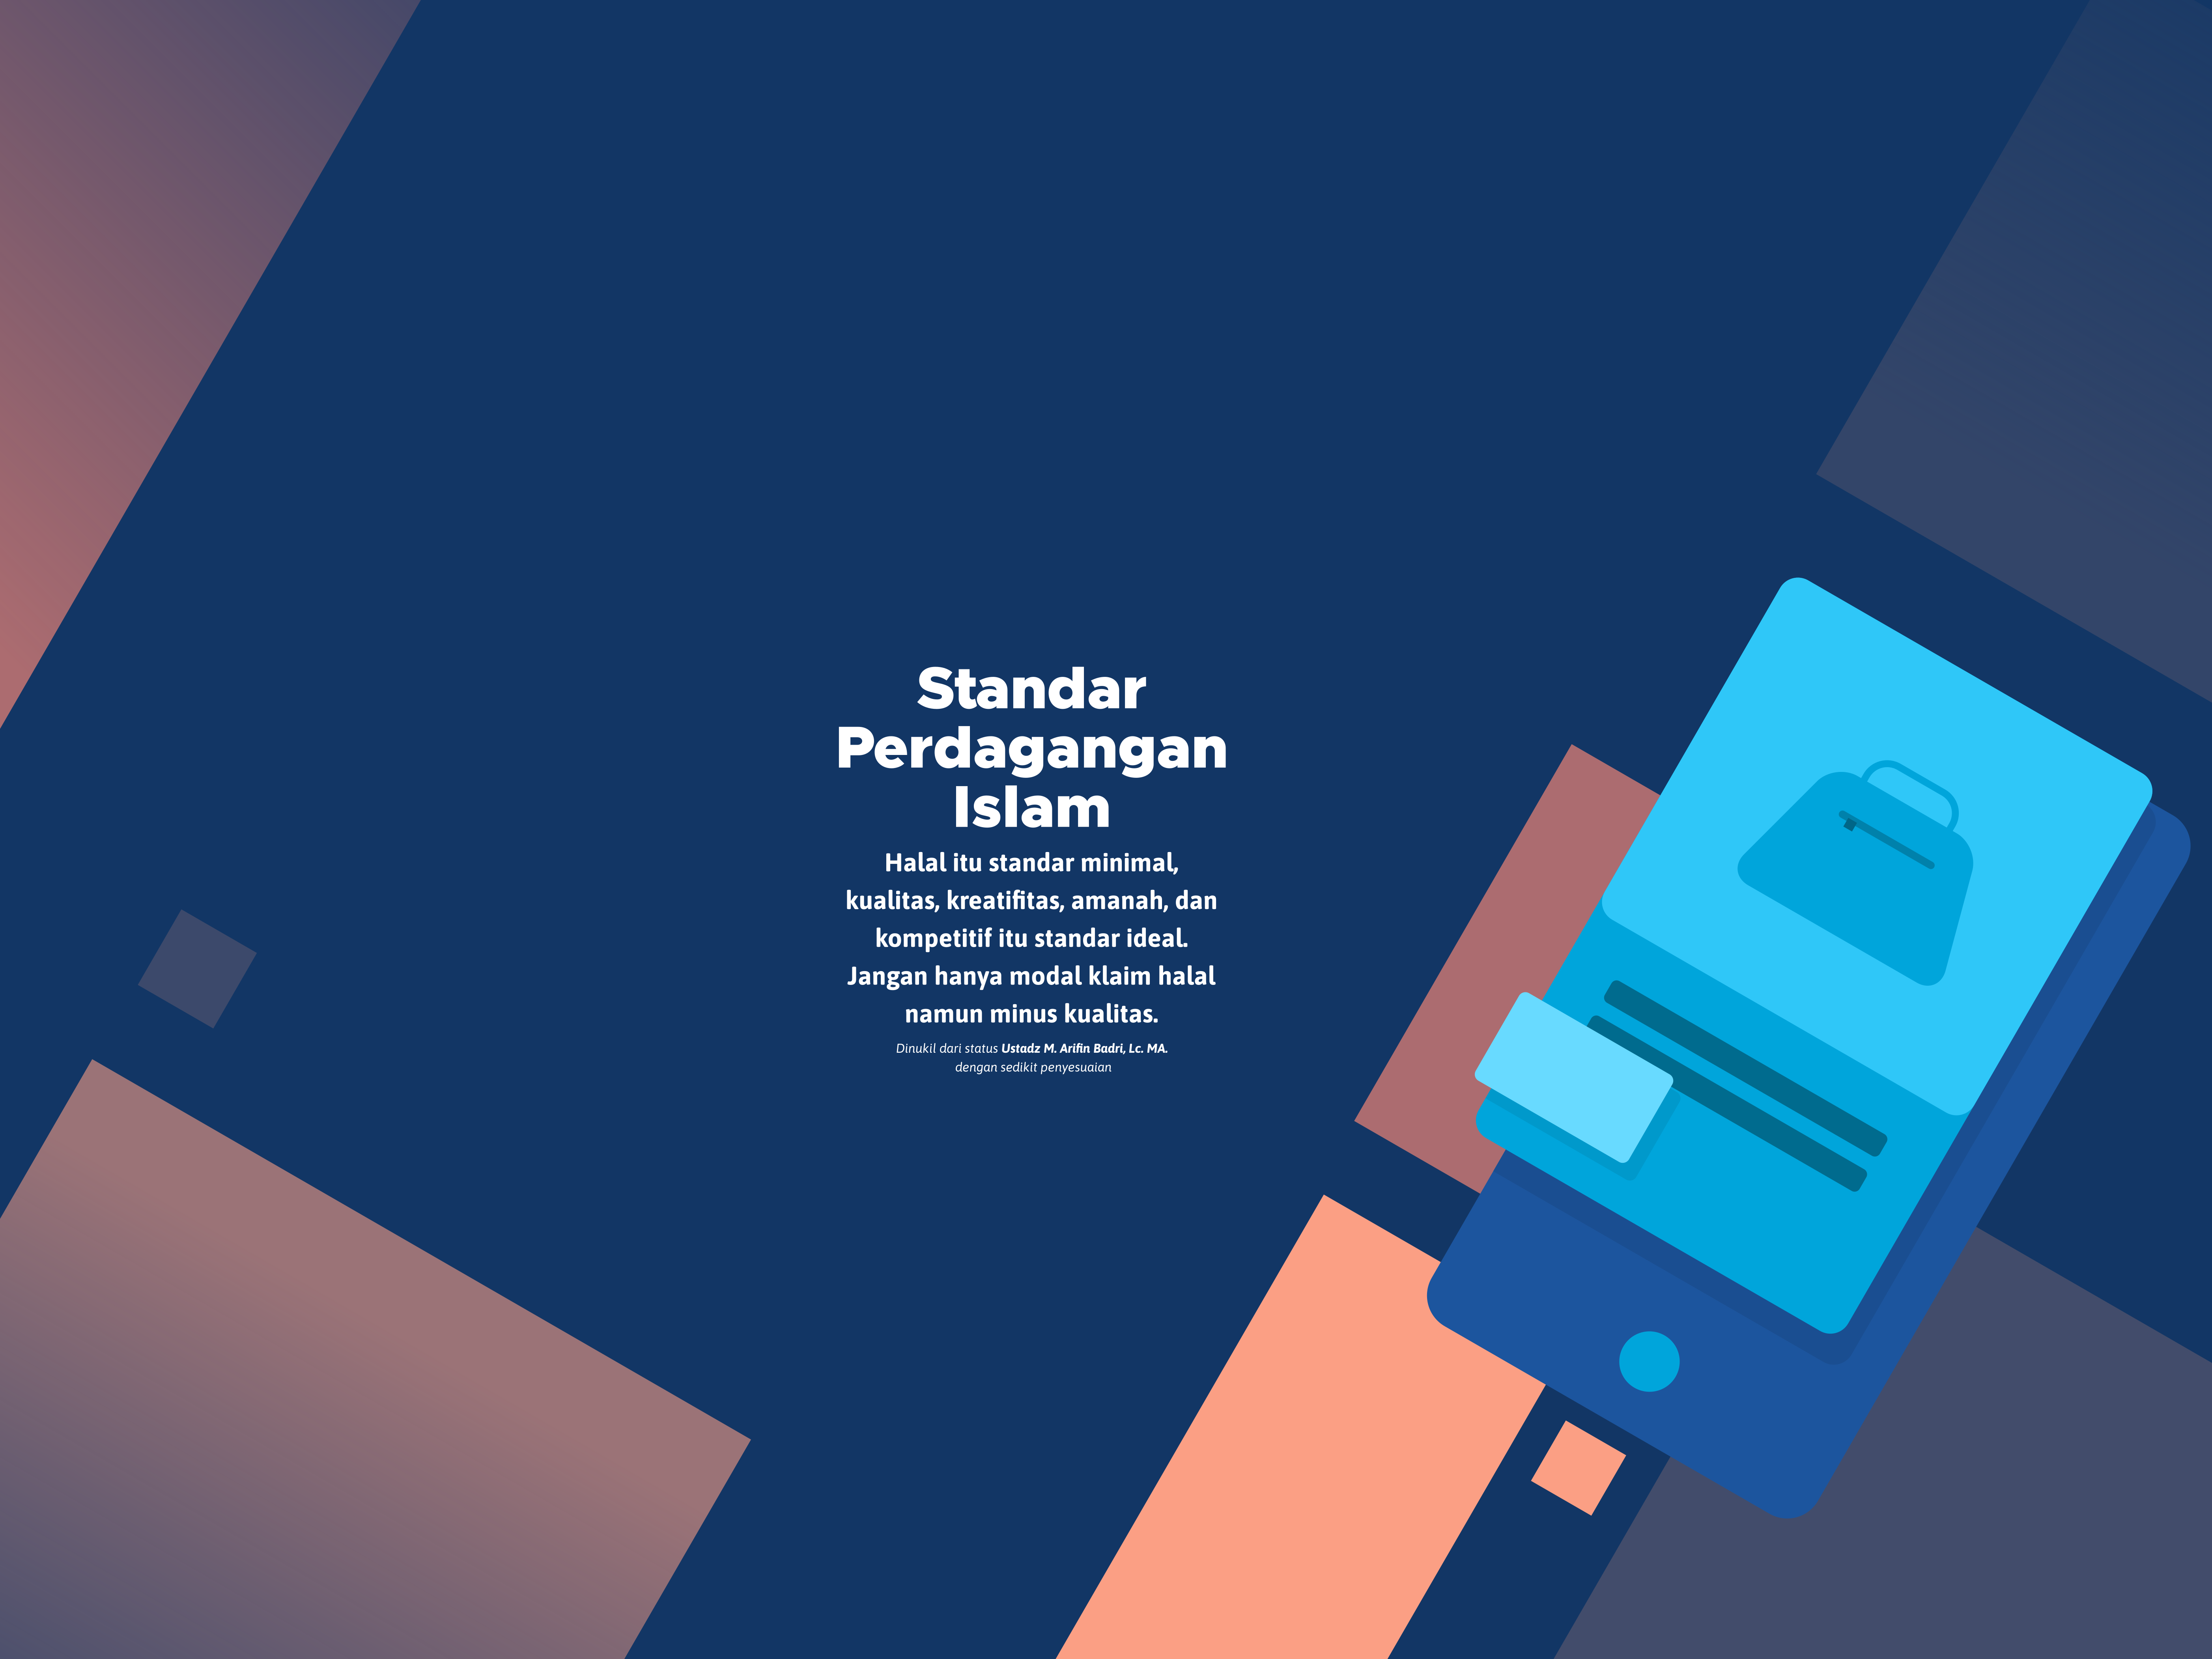 Standar
Perdagangan
Islam
Halal itu standar minimal,
kualitas, kreatifitas, amanah, dan
kompetitif itu standar ideal.
Jangan hanya modal klaim halal
namun minus kualitas.
Dinukil dari status Ustadz M. Arifin Badri, Lc. MA.
dengan sedikit penyesuaian